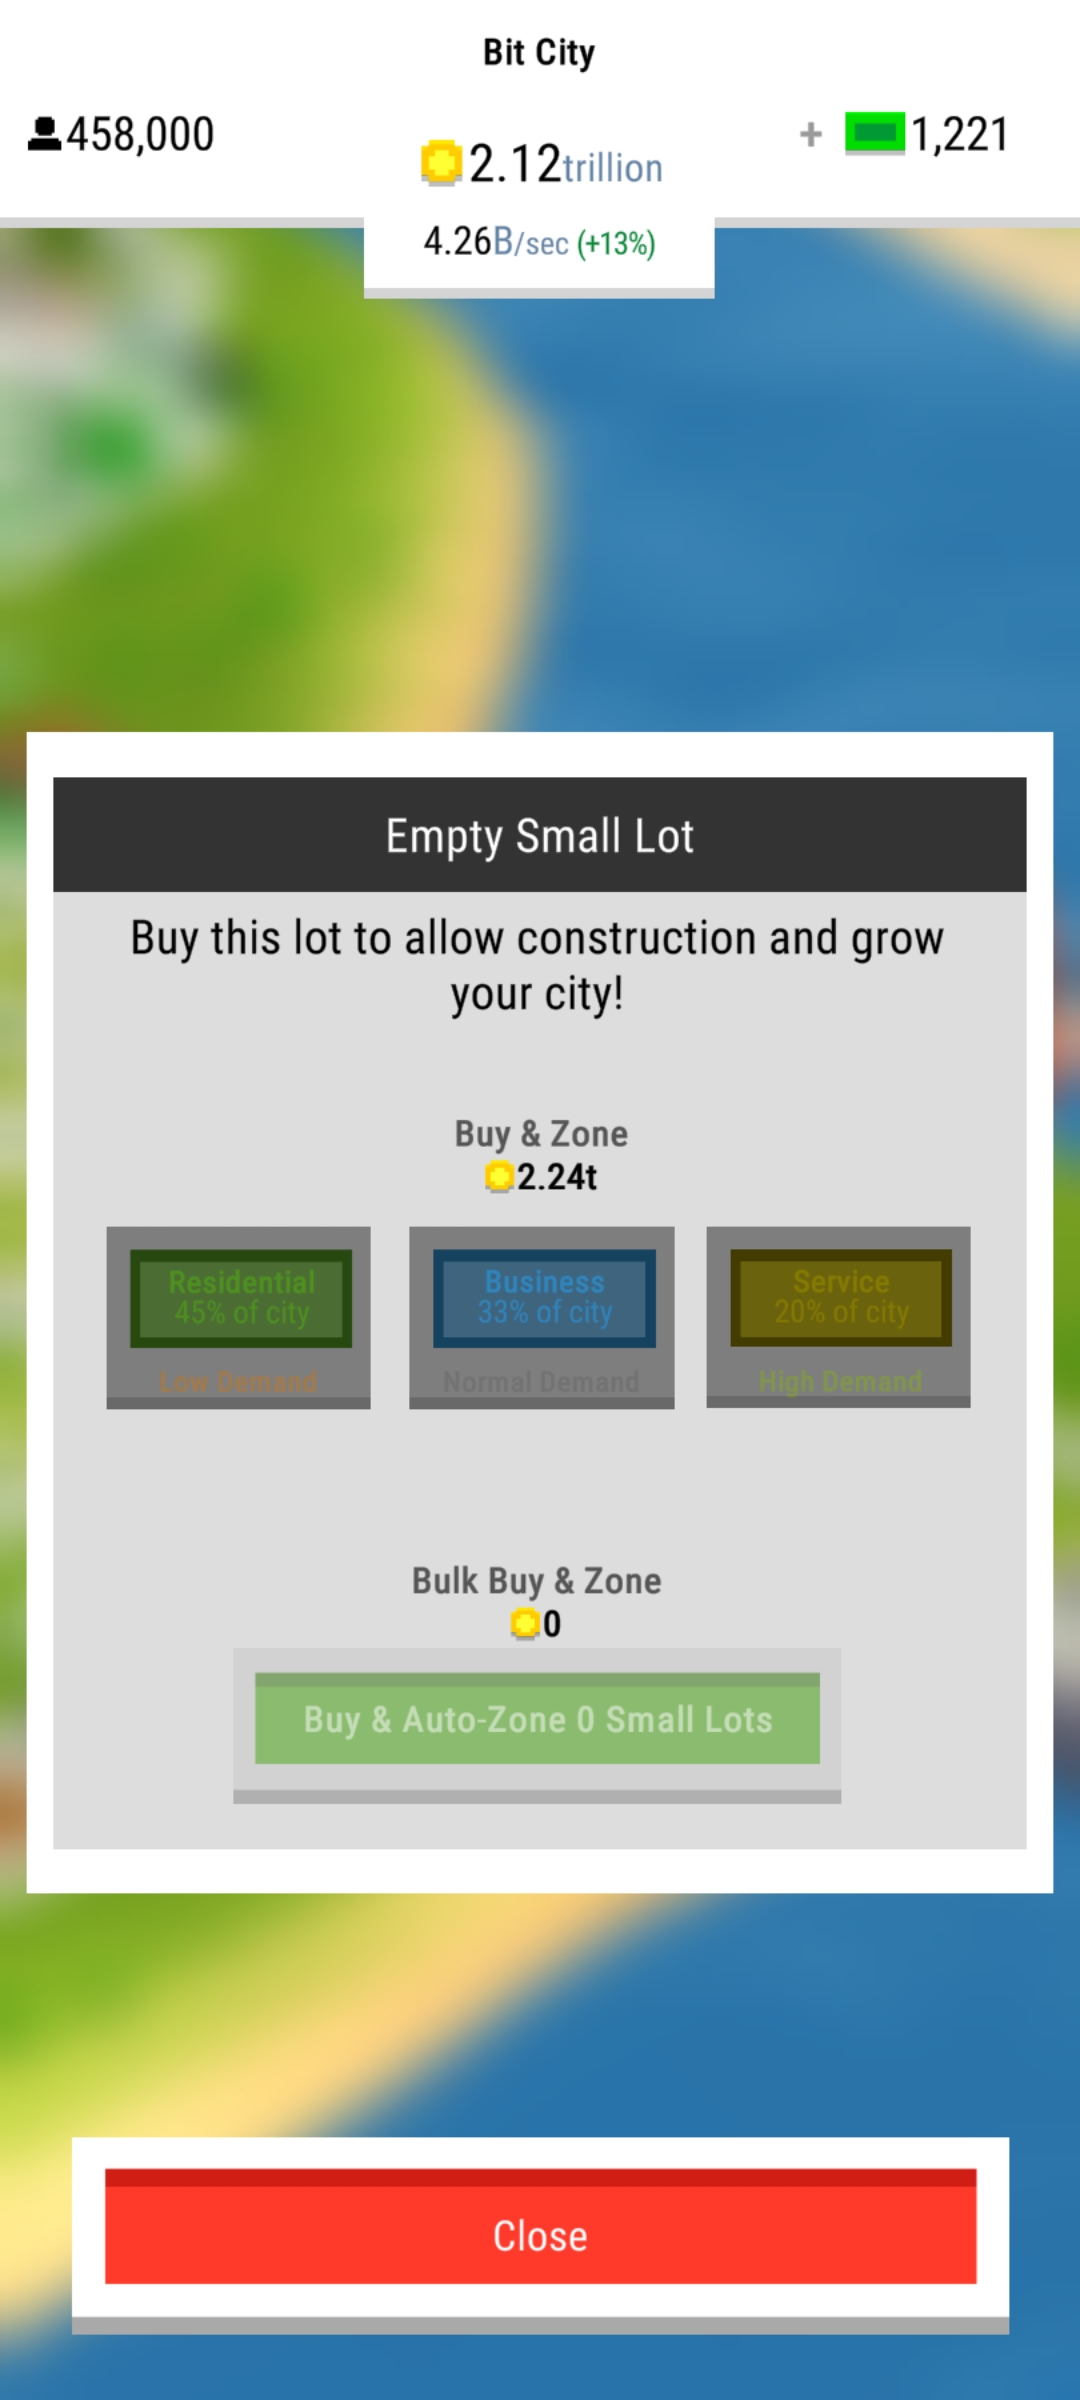 Bit City
458,000
2.12trillion
+ 1,221
4.26B/sec (+13%)
Empty Small Lot
Buy this lot to allow construction and grow
your city!
Buy & Zone
2.24t
Residential
45% of city
Low Demand
Business
33% of city
Normal Demand
Service
20% of city
High Demand
Bulk Buy & Zone
0
Buy & Auto-Zone 0 Small Lots
Close